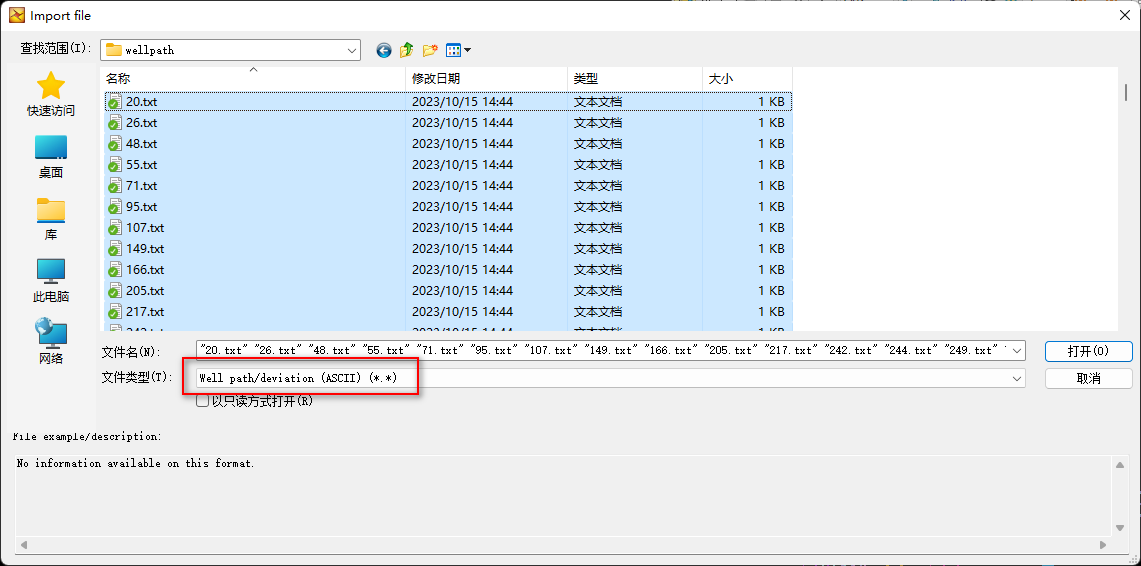 Import file
查找范围(I):
wellpath
快速访问
桌面
库
此电脑
网络
名称 修改日期 类型 大小
20.txt 2023/10/15 14:44 文本文档 1 KB
26.txt 2023/10/15 14:44 文本文档 1 KB
48.txt 2023/10/15 14:44 文本文档 1 KB
55.txt 2023/10/15 14:44 文本文档 1 KB
71.txt 2023/10/15 14:44 文本文档 1 KB
95.txt 2023/10/15 14:44 文本文档 1 KB
107.txt 2023/10/15 14:44 文本文档 1 KB
149.txt 2023/10/15 14:44 文本文档 1 KB
166.txt 2023/10/15 14:44 文本文档 1 KB
205.txt 2023/10/15 14:44 文本文档 1 KB
217.txt 2023/10/15 14:44 文本文档 1 KB
文件名(N): "20.txt" "26.txt" "48.txt" "55.txt" "71.txt" "95.txt" "107.txt" "149.txt" "166.txt" "205.txt" "217.txt" "242.txt" "244.txt" "249.txt" 打开(O)
文件类型(T): Well path/deviation (ASCII) (*.*) 取消
以只读方式打开(R)
File example/description:
No information available on this format.